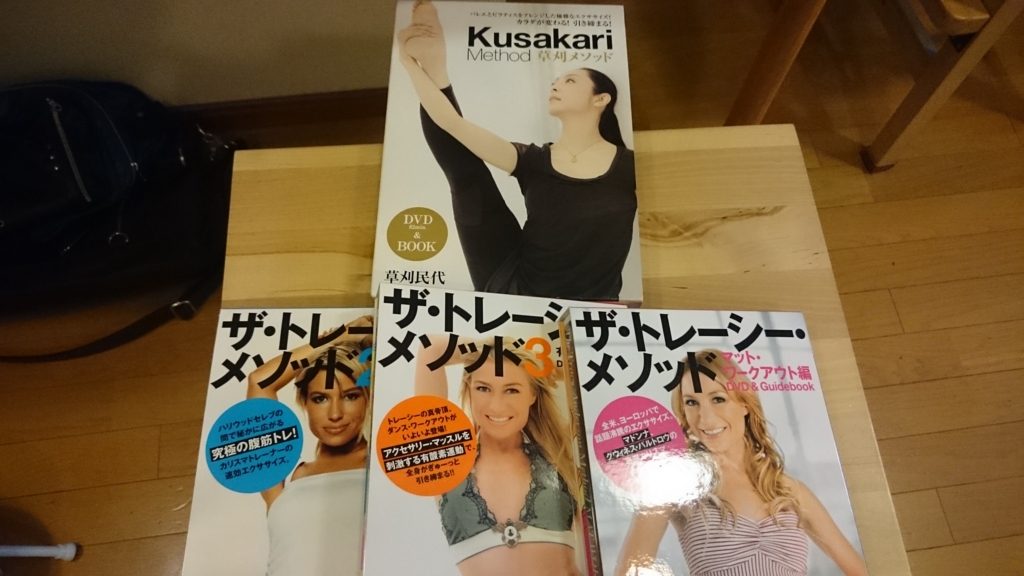 バレエとピラティスをアレンジした優雅なエクササイズ!
カラダが変わる! 引き締まる!
Kusakari
Method 草刈メソッド
DVD
&
BOOK
草刈民代
ザ・トレー
メソッド2
ハリウッドセレブの
間で秘かに広がる
究極の腹筋トレ!
カリスマトレーナーの
速効エクササイズ。
ザ・トレーシー
メソッド3
トレーシーの真骨頂、
ダンス・ワークアウトが
いよいよ登場!
アクセサリー・マッスルを
刺激する有酸素運動で、
全身がぎゅーっと
引き締まる!!
ザ・トレーシー・
メソッド
マット・
ワークアウト編
DVD & Guidebook
全米、ヨーロッパで
話題沸騰のエクササイズ。
マドンナ
グウィネス・パルトロウの